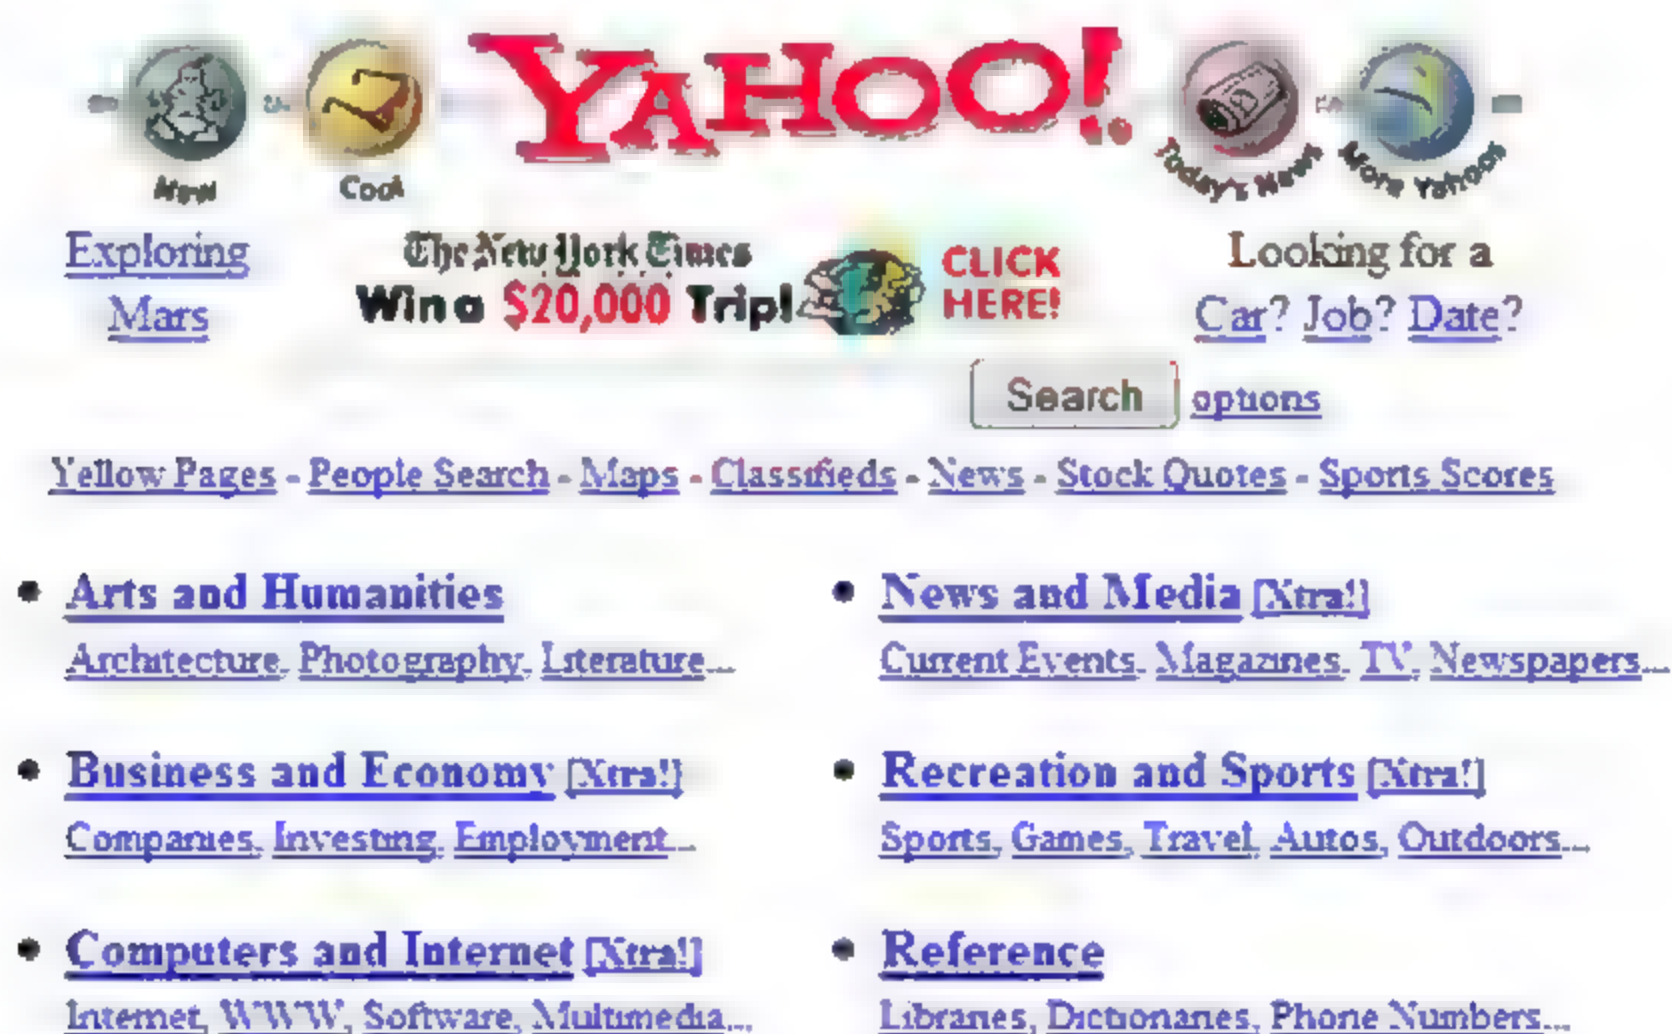 YAHOO!
New Cool Today's News More Yahoos
Exploring
Mars
The New York Times
Win a $20,000 Trip!
CLICK
HERE!
Looking for a
Car? Job? Date?
Search options
Yellow Pages - People Search - Maps - Classifieds - News - Stock Quotes - Sports Scores
Arts and Humanities
Architecture, Photography, Literature...
News and Media [Xtra!]
Current Events, Magazines, TV, Newspapers...
Business and Economy [Xtra!]
Companies, Investing, Employment...
Recreation and Sports [Xtra!]
Sports, Games, Travel, Autos, Outdoors...
Computers and Internet [Xtra!]
Internet, WWW, Software, Multimedia...
Reference
Libraries, Dictionaries, Phone Numbers...